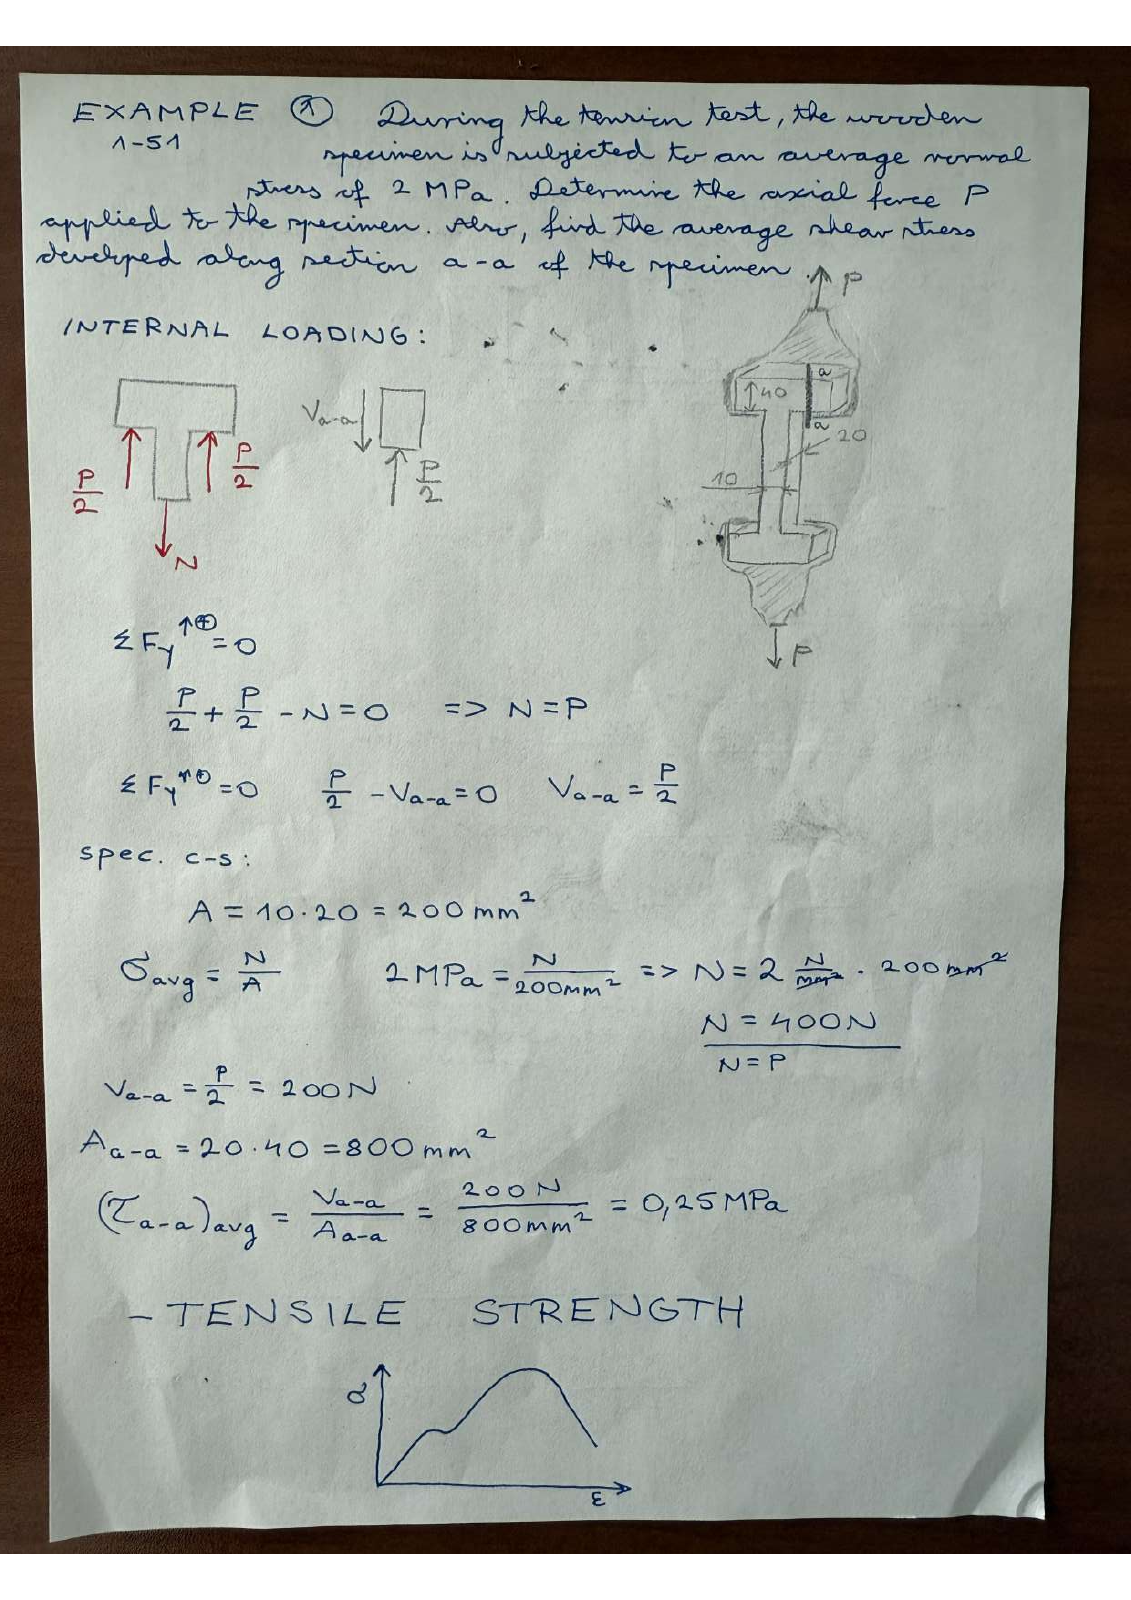 EXAMPLE ① During the tension test, the wooden
1-51 specimen is subjected to an average normal
stress of 2 MPa. Determine the axial force P
applied to the specimen. Also, find the average shear stress
developed along section a-a of the specimen.
P
INTERNAL LOADING:
a
40
V a-a
a
20
P/2
P/2
P/2
10
N
P
ΣFy ↑⊕ = 0
P/2 + P/2 - N = 0 => N = P
ΣFy ↑⊕ = 0 P/2 - Va-a = 0 Va-a = P/2
spec. c-s:
A = 10·20 = 200 mm²
σavg = N/A 2 MPa = N/200mm² => N = 2 N/mm² · 200 mm²
N = 400N
N = P
Va-a = P/2 = 200N
Aa-a = 20·40 = 800 mm²
(τa-a)avg = Va-a/Aa-a = 200N/800mm² = 0,25 MPa
- TENSILE STRENGTH
σ
ε